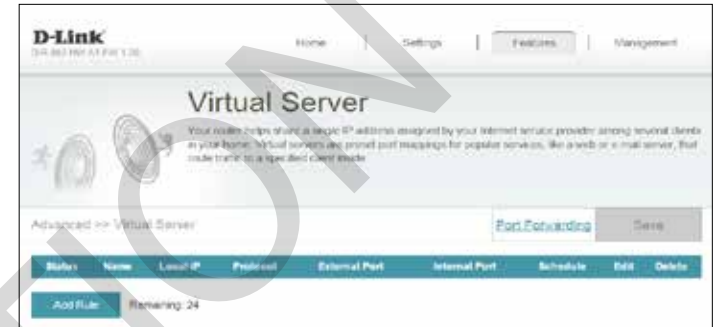 D-Link
Home | Settings | Features | Management
Virtual Server
Your router helps share a single IP address assigned by your Internet service provider among several clients
in your home. Virtual servers are preset port mappings for popular services, like a web or e-mail server, that
route traffic to a specified client inside.
Advanced >> Virtual Server
Port Forwarding
Save
Status Name Local IP Protocol External Port Internal Port Schedule Edit Delete
Add Rule
Remaining: 24